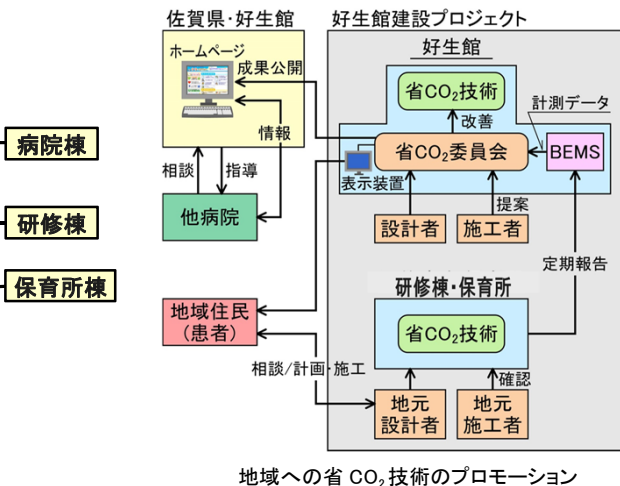 病院棟
研修棟
保育所棟
佐賀県・好生館
ホームページ
成果公開
情報
相談
指導
他病院
地域住民
(患者)
相談/計画・施工
好生館建設プロジェクト
好生館
省CO₂技術
改善
計測データ
省CO₂委員会
BEMS
表示装置
提案
設計者
施工者
定期報告
研修棟・保育所
省CO₂技術
確認
地元
設計者
地元
施工者
地域への省 CO₂ 技術のプロモーション